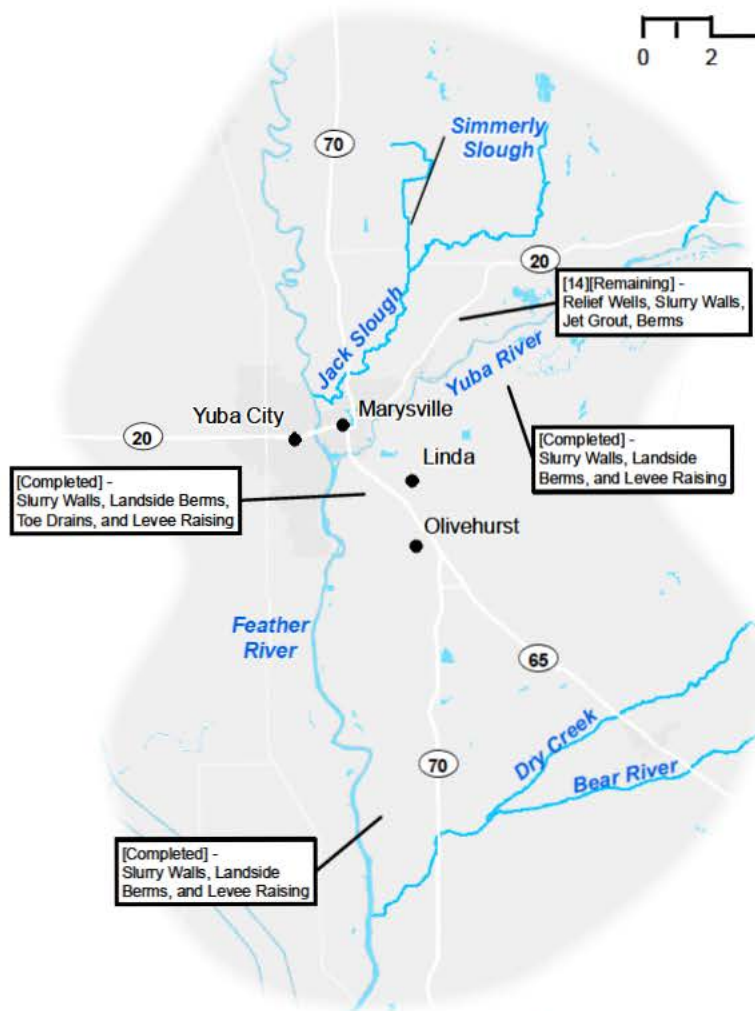 0 2
Simmerly
Slough
70
20
[14][Remaining] -
Relief Wells, Slurry Walls,
Jet Grout, Berms
Jack Slough
Yuba River
Yuba City
Marysville
20
[Completed] -
Slurry Walls, Landside
Berms, and Levee Raising
Linda
[Completed] -
Slurry Walls, Landside Berms,
Toe Drains, and Levee Raising
Olivehurst
Feather
River
65
Dry Creek
70
Bear River
[Completed] -
Slurry Walls, Landside
Berms, and Levee Raising